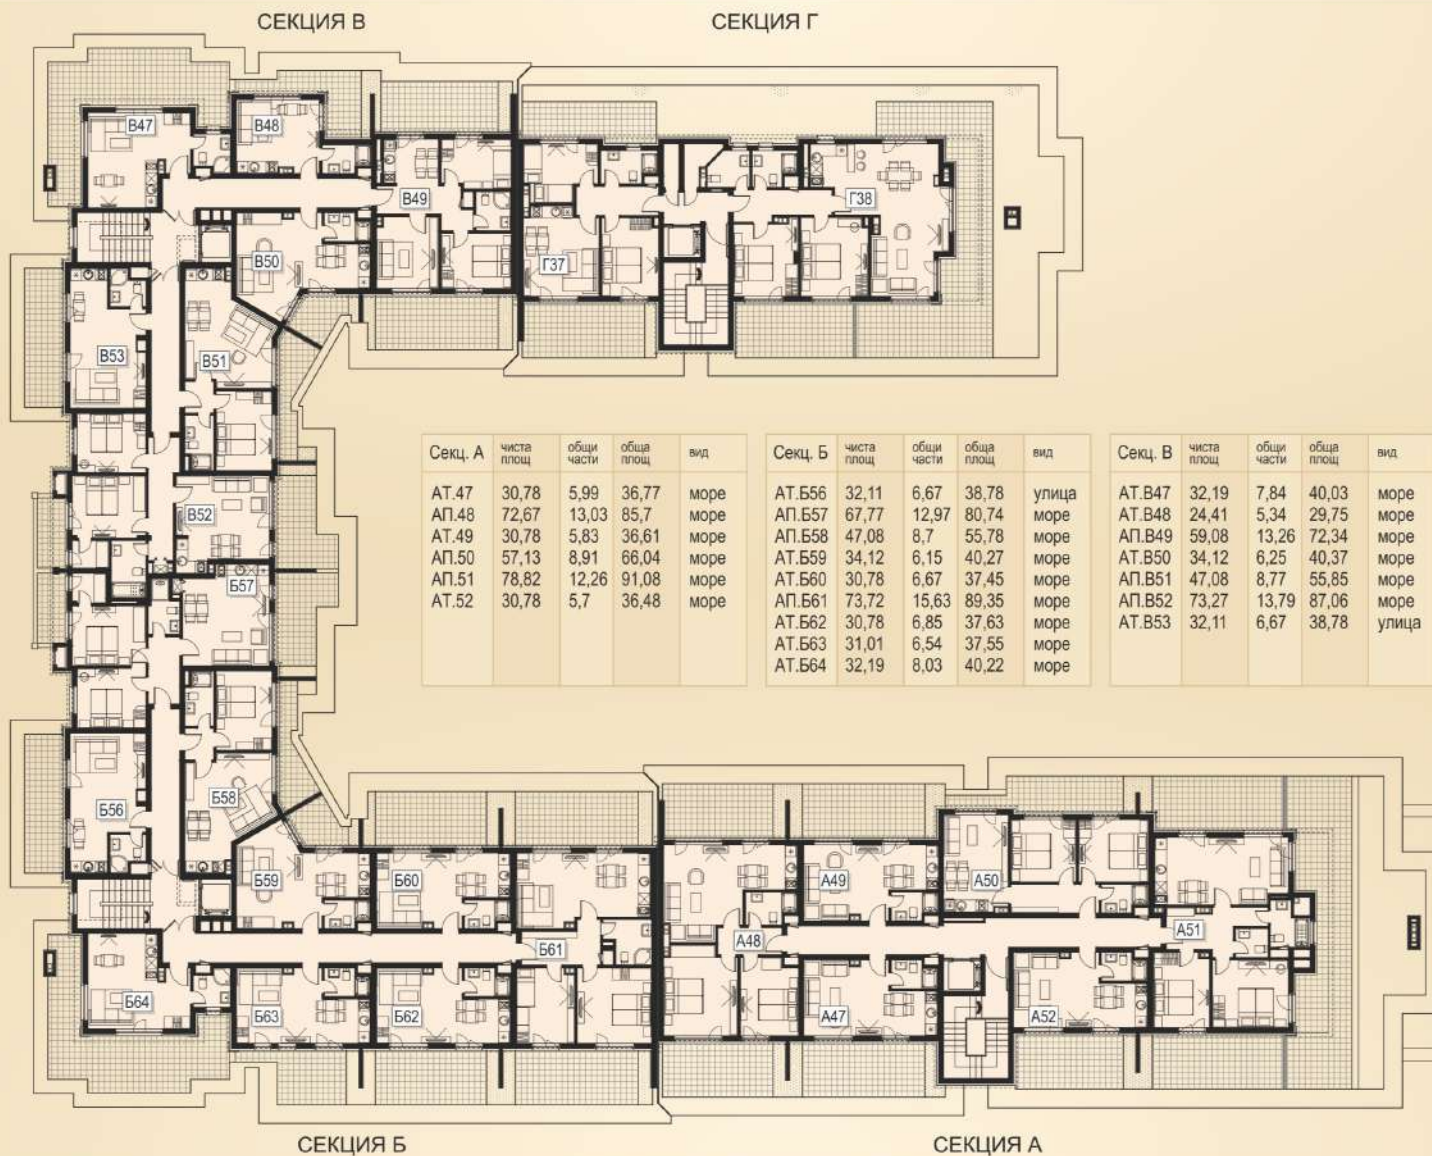 СЕКЦИЯ В
СЕКЦИЯ Г
В47
В48
В49
Г38
В50
Г37
В53
В51
В52
Б57
Б56
Б58
Б59
Б60
Б61
Б64
Б63
Б62
А48
А49
А50
А51
А47
А52
Секц. А чиста площ общи части обща площ вид
АТ.47 30,78 5,99 36,77 море
АП.48 72,67 13,03 85,7 море
АТ.49 30,78 5,83 36,61 море
АП.50 57,13 8,91 66,04 море
АП.51 78,82 12,26 91,08 море
АТ.52 30,78 5,7 36,48 море
Секц. Б чиста площ общи части обща площ вид
АТ.Б56 32,11 6,67 38,78 улица
АП.Б57 67,77 12,97 80,74 море
АП.Б58 47,08 8,7 55,78 море
АТ.Б59 34,12 6,15 40,27 море
АТ.Б60 30,78 6,67 37,45 море
АП.Б61 73,72 15,63 89,35 море
АТ.Б62 30,78 6,85 37,63 море
АТ.Б63 31,01 6,54 37,55 море
АТ.Б64 32,19 8,03 40,22 море
Секц. В чиста площ общи части обща площ вид
АТ.В47 32,19 7,84 40,03 море
АТ.В48 24,41 5,34 29,75 море
АП.В49 59,08 13,26 72,34 море
АТ.В50 34,12 6,25 40,37 море
АП.В51 47,08 8,77 55,85 море
АП.В52 73,27 13,79 87,06 море
АТ.В53 32,11 6,67 38,78 улица
СЕКЦИЯ Б
СЕКЦИЯ А